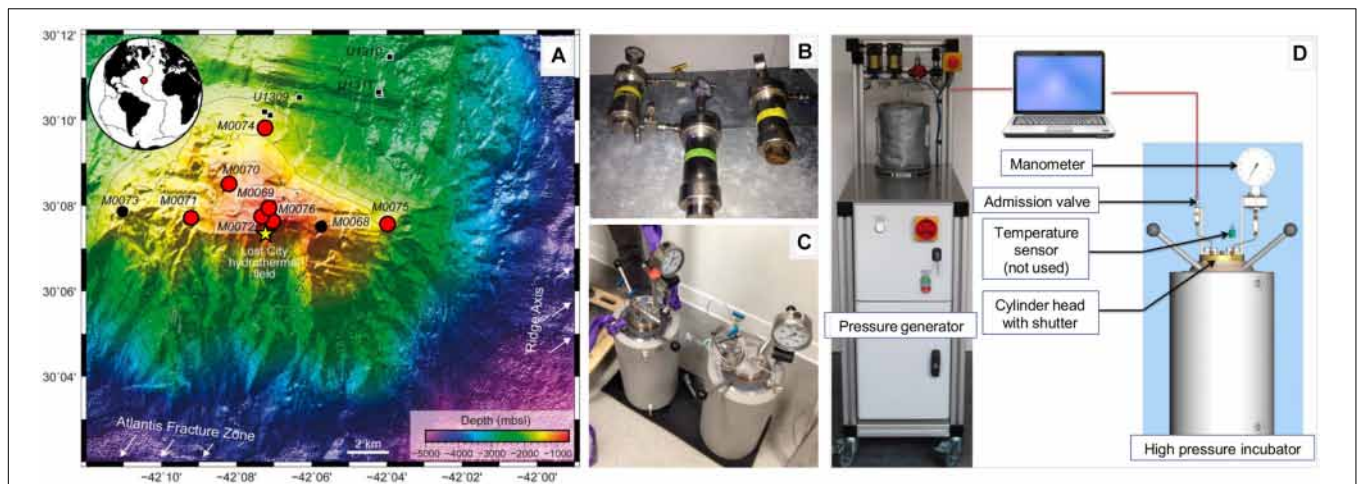 A
30˚12'
30˚10'
30˚08'
30˚06'
30˚04'
U1309
M0074
M0070
M0069
M0073
M0071
M0076
M0075
M0072
M0068
Lost City
hydrothermal
field
Ridge Axis
Atlantis Fracture Zone
Depth (mbsl)
−5000 −4000 −3000 −2000 −1000
2 km
−42˚10' −42˚08' −42˚06' −42˚04' −42˚02' −42˚00'
B
C
D
Pressure generator
Manometer
Admission valve
Temperature
sensor
(not used)
Cylinder head
with shutter
High pressure incubator